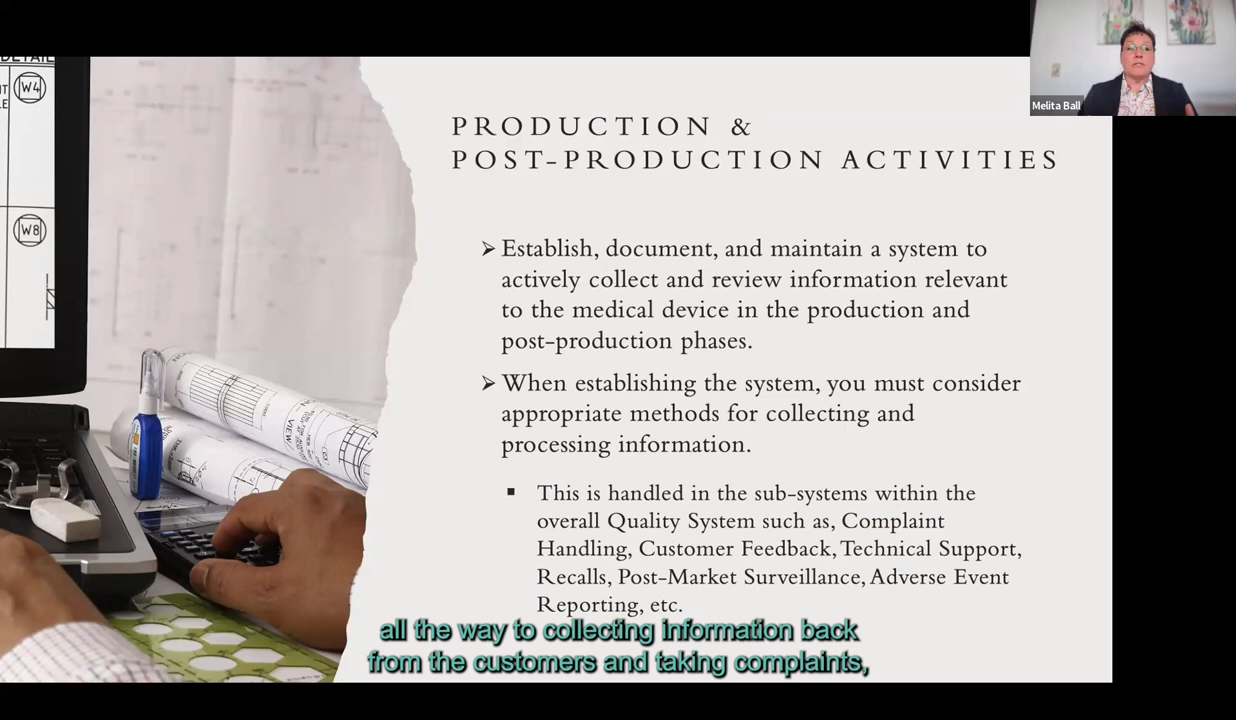 Melita Ball
W4
W8
VIEW
PRODUCTION &
POST-PRODUCTION ACTIVITIES
➢ Establish, document, and maintain a system to
actively collect and review information relevant
to the medical device in the production and
post-production phases.
➢ When establishing the system, you must consider
appropriate methods for collecting and
processing information.
▪ This is handled in the sub-systems within the
overall Quality System such as, Complaint
Handling, Customer Feedback, Technical Support,
Recalls, Post-Market Surveillance, Adverse Event
Reporting, etc.
all the way to collecting information back
from the customers and taking complaints,